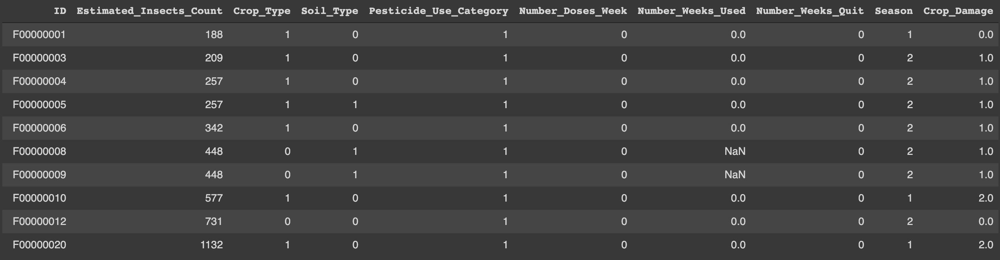 ID Estimated_Insects_Count Crop_Type Soil_Type Pesticide_Use_Category Number_Doses_Week Number_Weeks_Used Number_Weeks_Quit Season Crop_Damage
F00000001 188 1 0 1 0 0.0 0 1 0.0
F00000003 209 1 0 1 0 0.0 0 2 1.0
F00000004 257 1 0 1 0 0.0 0 2 1.0
F00000005 257 1 1 1 0 0.0 0 2 1.0
F00000006 342 1 0 1 0 0.0 0 2 1.0
F00000008 448 0 1 1 0 NaN 0 2 1.0
F00000009 448 0 1 1 0 NaN 0 2 1.0
F00000010 577 1 0 1 0 0.0 0 1 2.0
F00000012 731 0 0 1 0 0.0 0 2 0.0
F00000020 1132 1 0 1 0 0.0 0 1 2.0